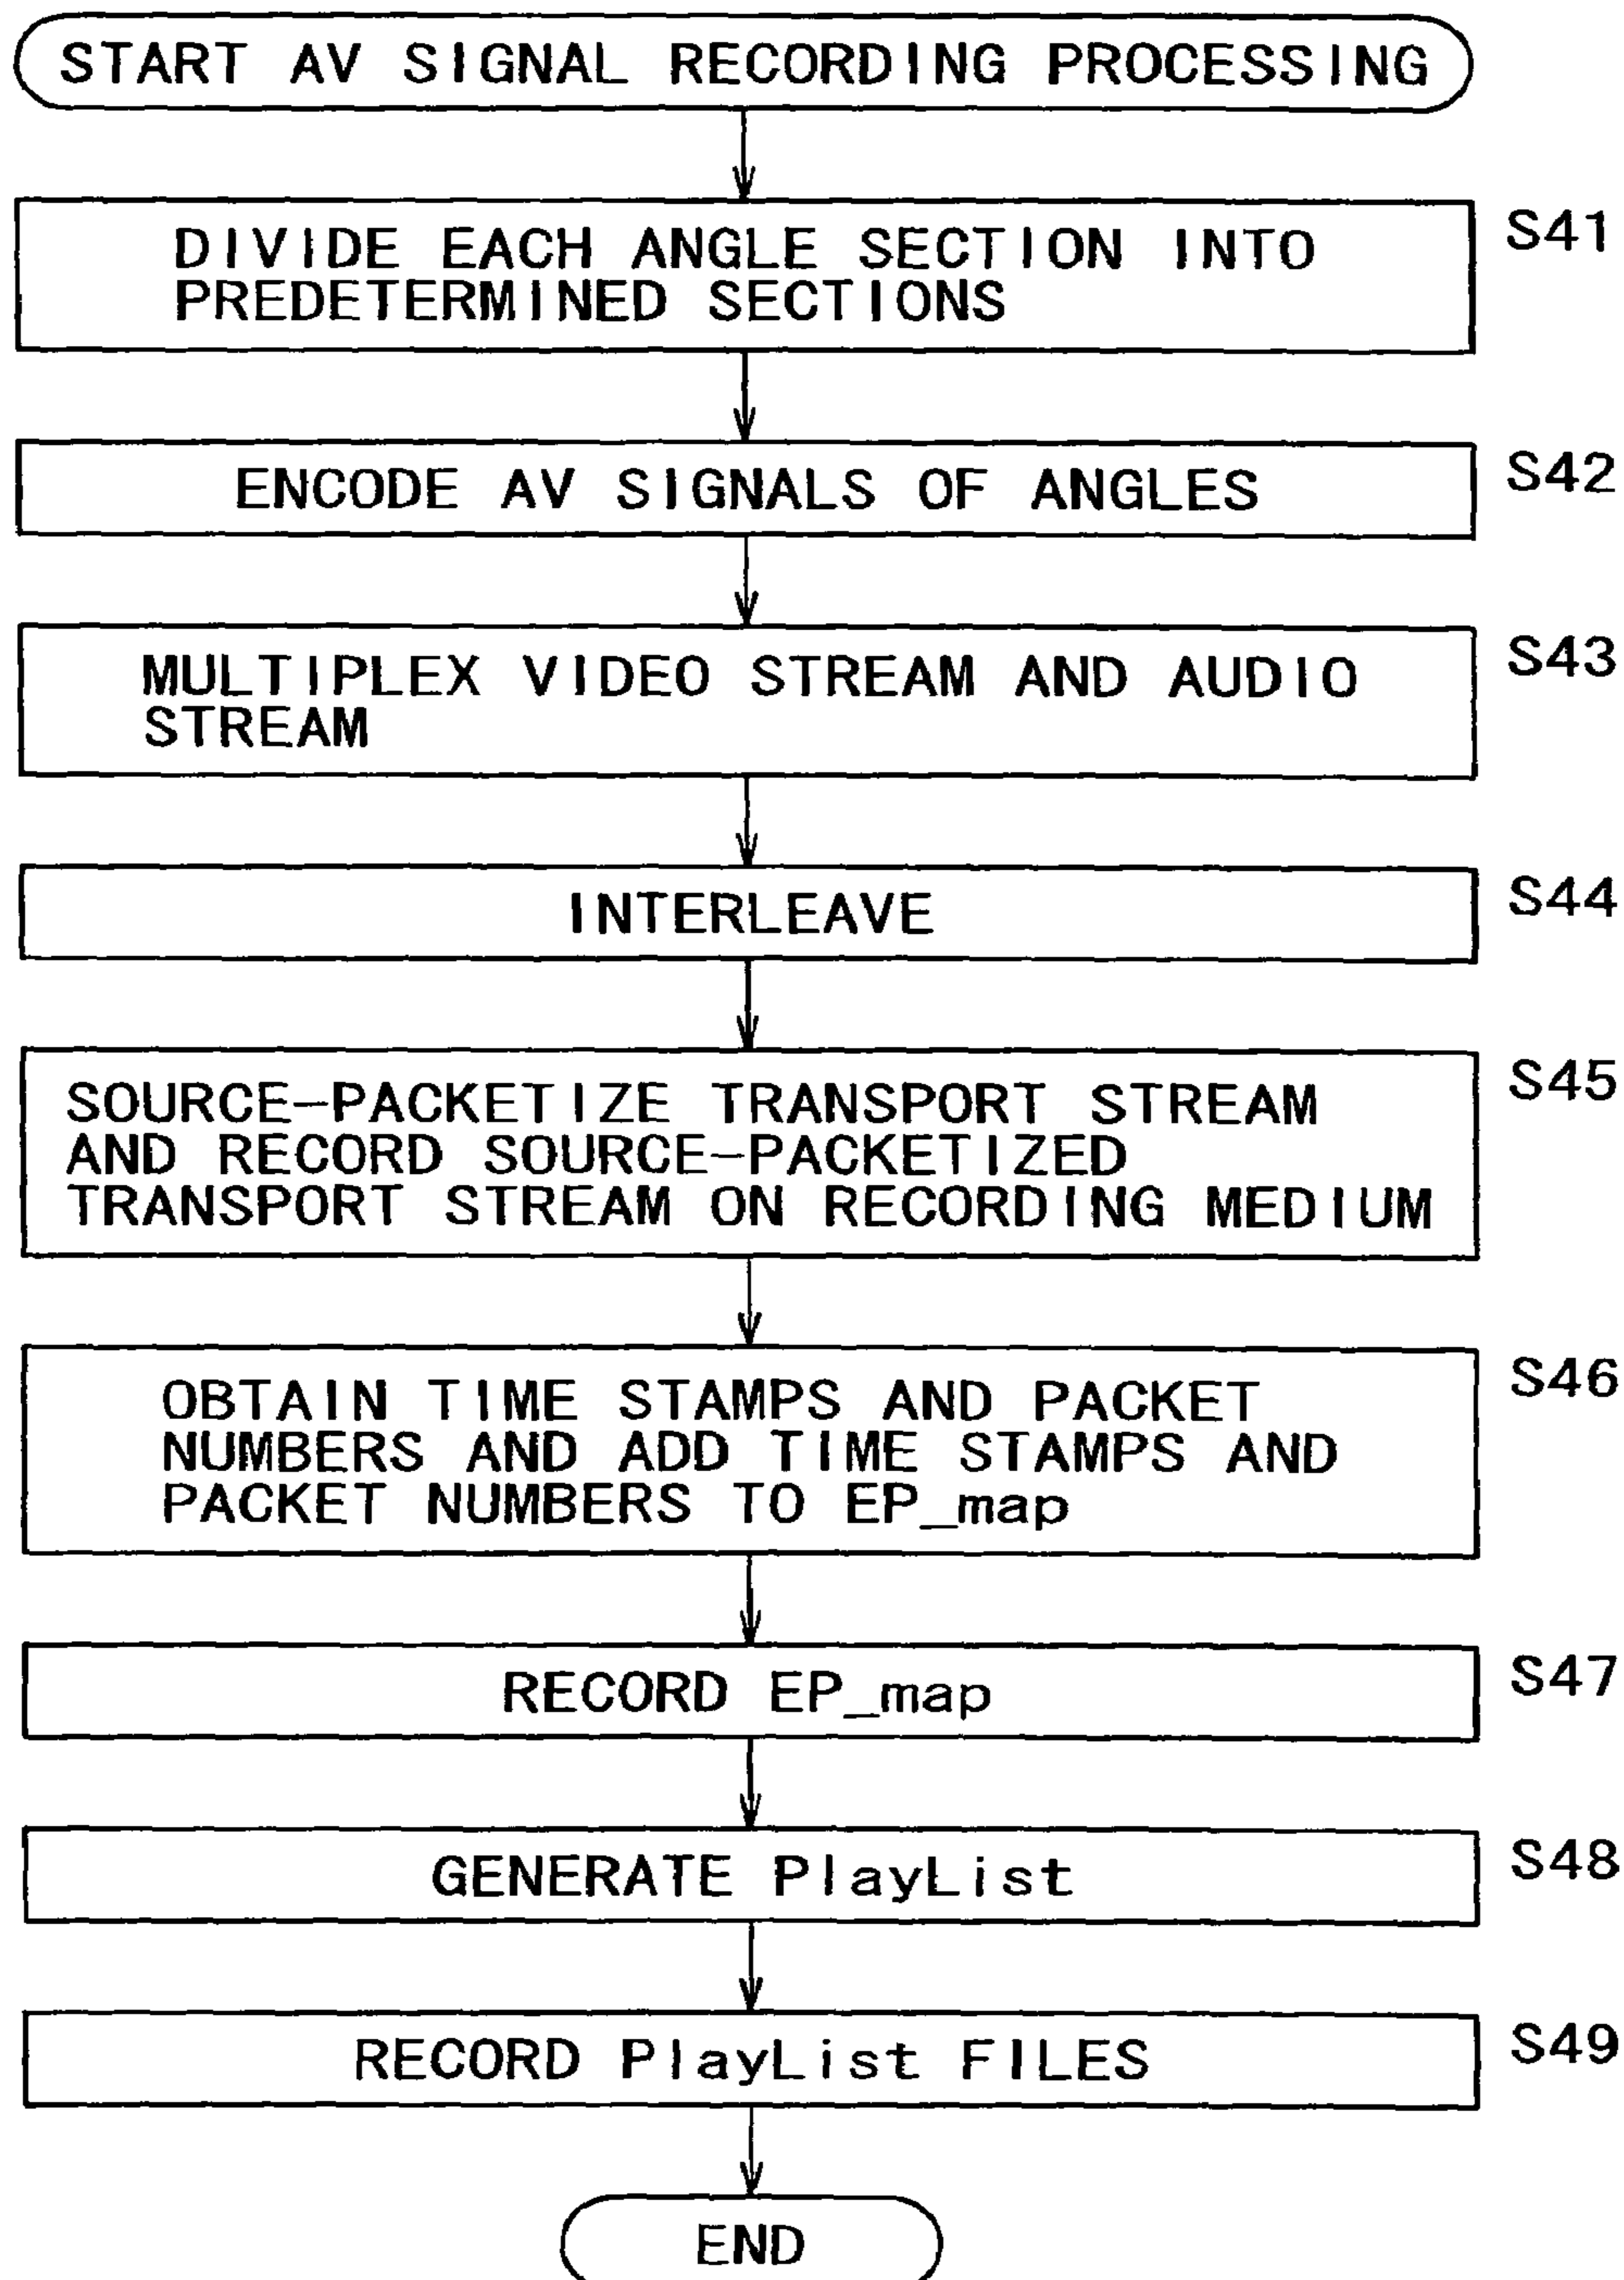 START AV SIGNAL RECORDING PROCESSING
S41
DIVIDE EACH ANGLE SECTION INTO
PREDETERMINED SECTIONS
S42
ENCODE AV SIGNALS OF ANGLES
S43
MULTIPLEX VIDEO STREAM AND AUDIO
STREAM
S44
INTERLEAVE
S45
SOURCE-PACKETIZE TRANSPORT STREAM
AND RECORD SOURCE-PACKETIZED
TRANSPORT STREAM ON RECORDING MEDIUM
S46
OBTAIN TIME STAMPS AND PACKET
NUMBERS AND ADD TIME STAMPS AND
PACKET NUMBERS TO EP_map
S47
RECORD EP_map
S48
GENERATE PlayList
S49
RECORD PlayList FILES
END